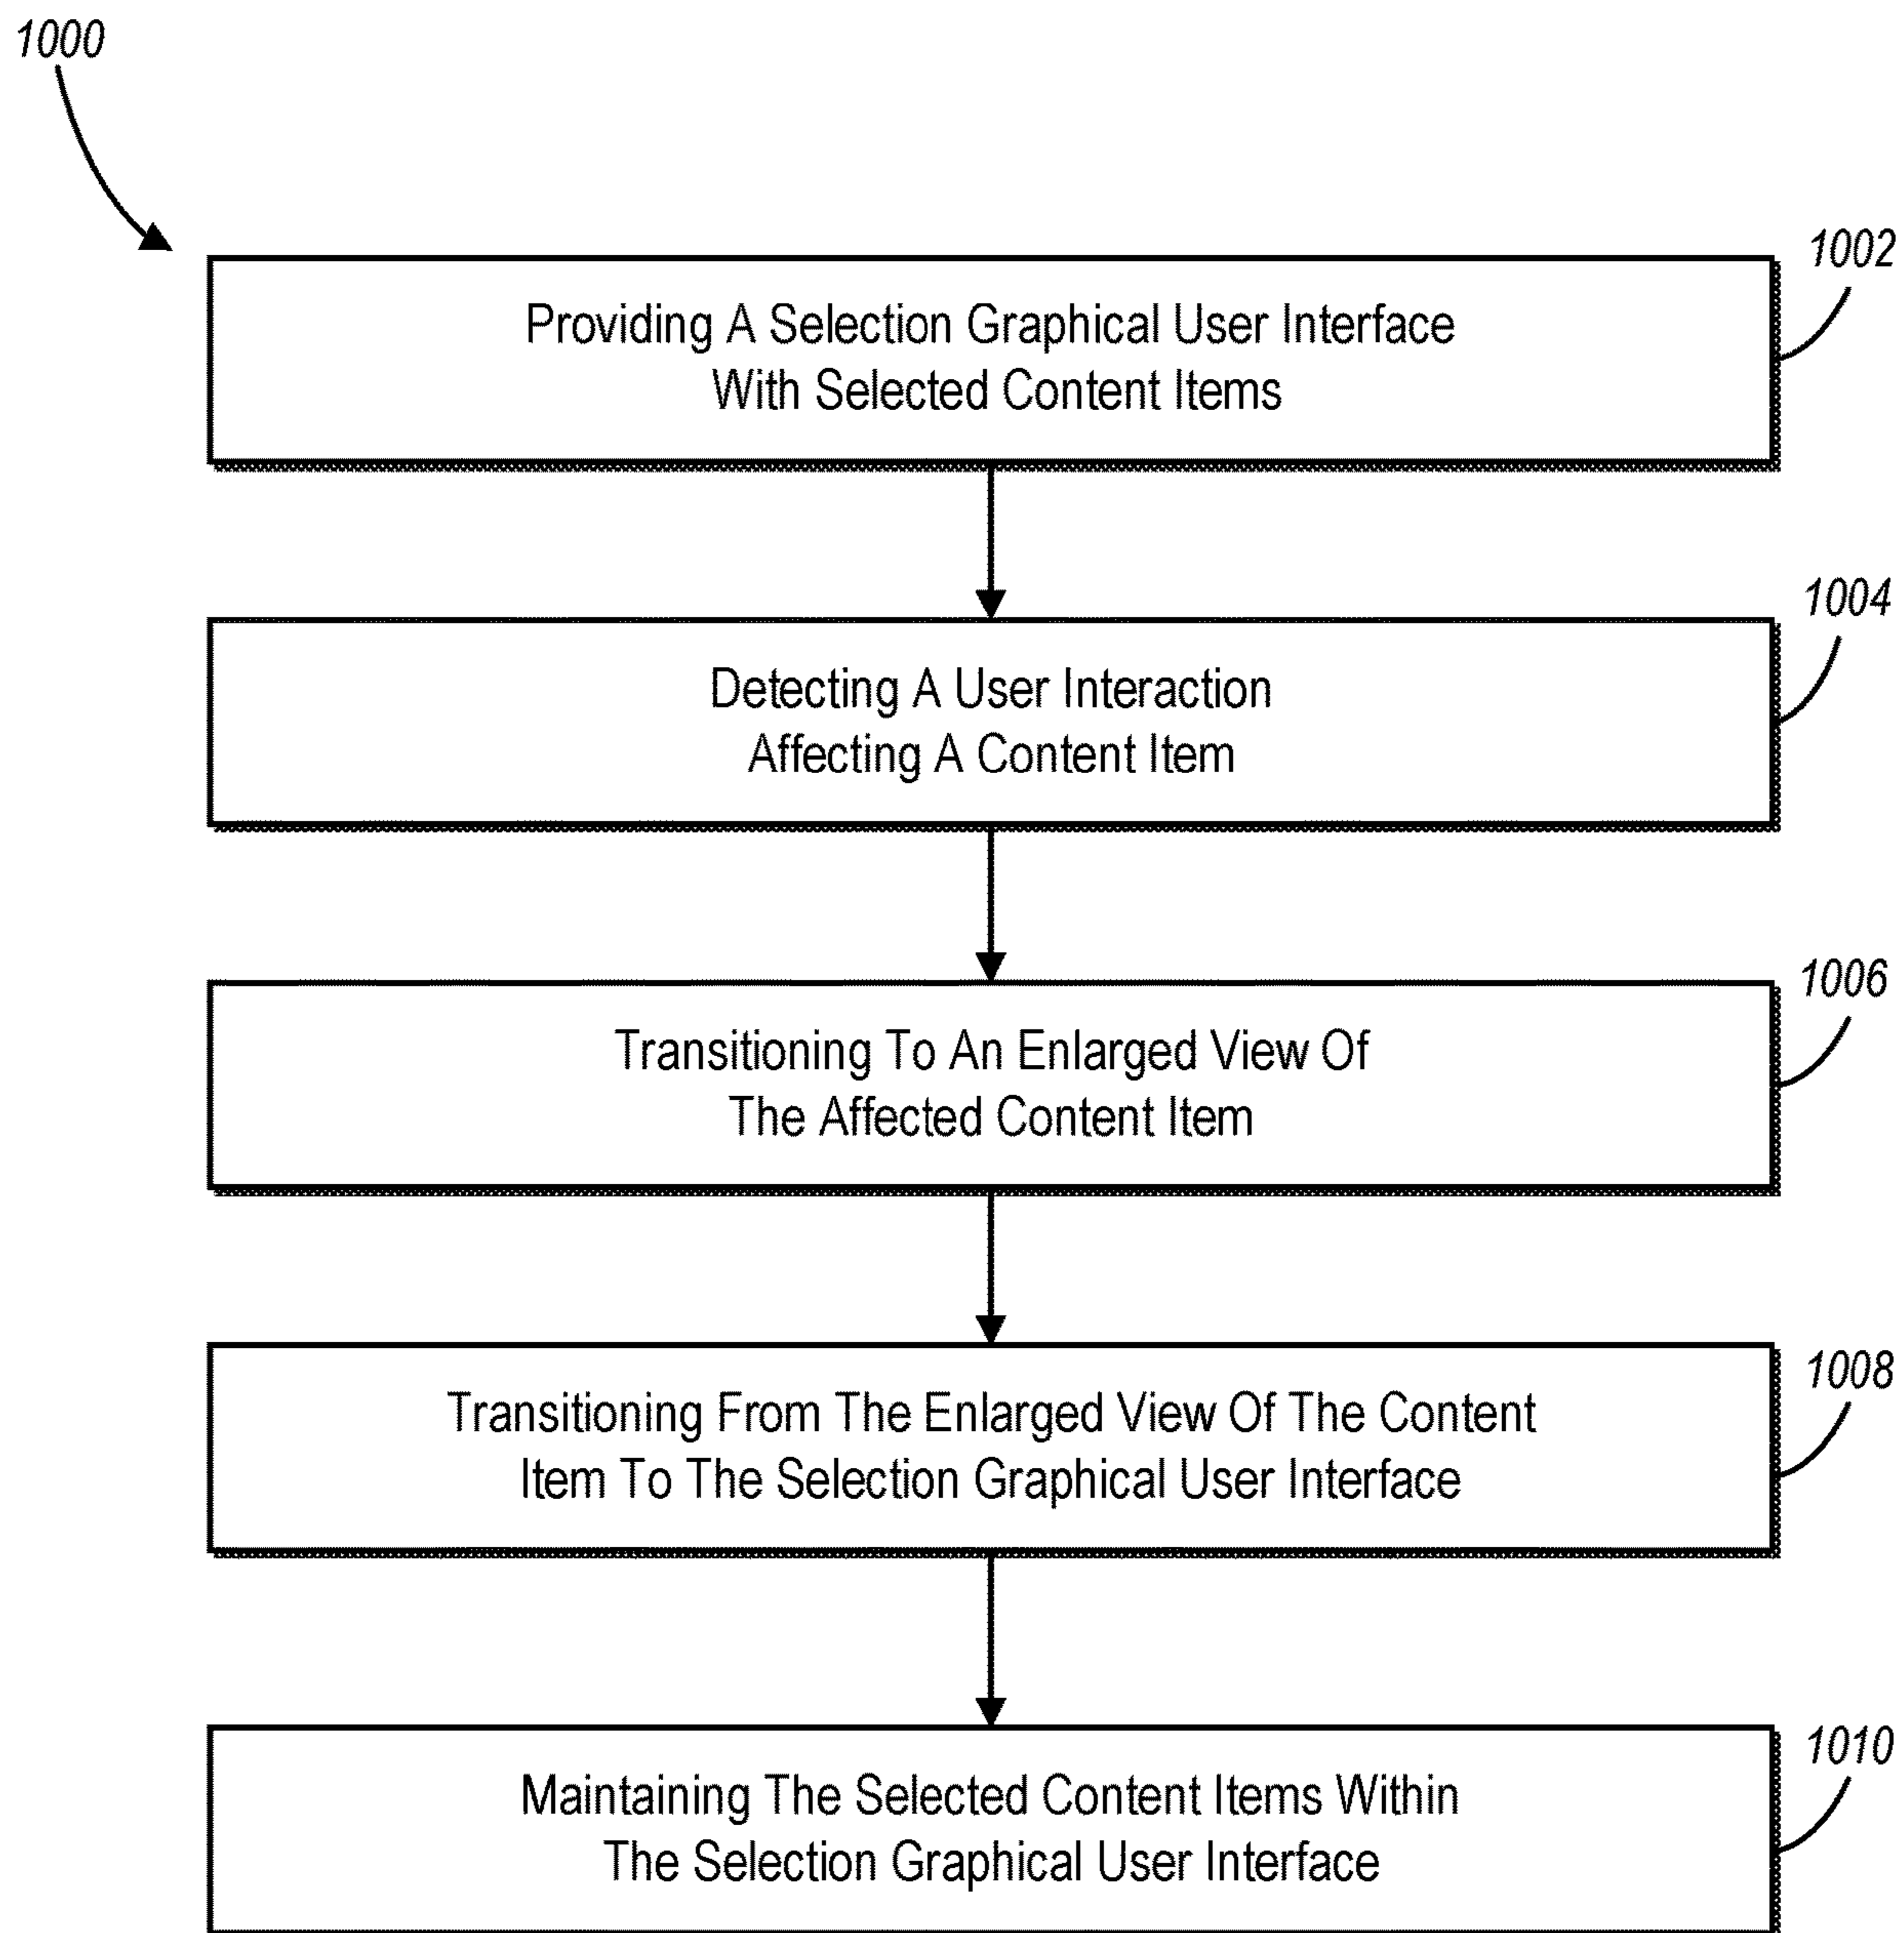 1000
1002
Providing A Selection Graphical User Interface
With Selected Content Items
1004
Detecting A User Interaction
Affecting A Content Item
1006
Transitioning To An Enlarged View Of
The Affected Content Item
1008
Transitioning From The Enlarged View Of The Content
Item To The Selection Graphical User Interface
1010
Maintaining The Selected Content Items Within
The Selection Graphical User Interface